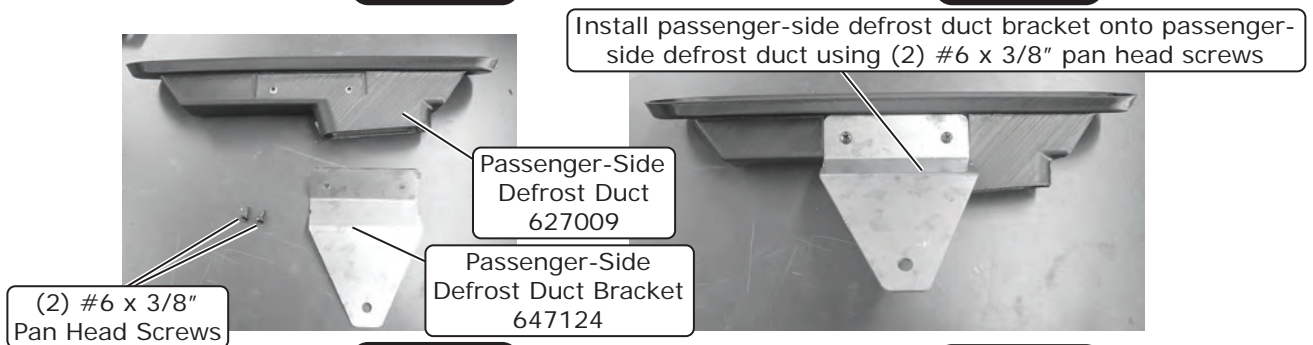 Install passenger-side defrost duct bracket onto passenger-
side defrost duct using (2) #6 x 3/8″ pan head screws
Passenger-Side
Defrost Duct
627009
Passenger-Side
Defrost Duct Bracket
647124
(2) #6 x 3/8″
Pan Head Screws